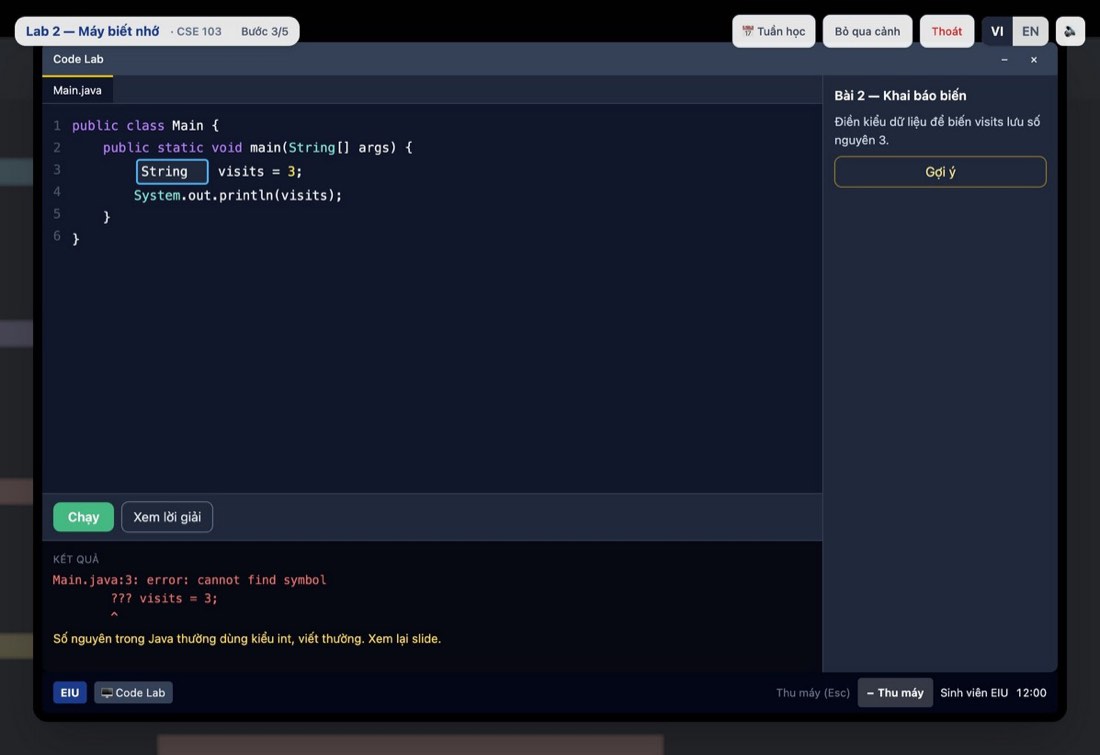 Lab 2 — Máy biết nhớ · CSE 103 Bước 3/5
📅 Tuần học
Bỏ qua cảnh
Thoát
VI EN
Code Lab
– ×
Main.java
1 public class Main {
2 public static void main(String[] args) {
3 String visits = 3;
4 System.out.println(visits);
5 }
6 }
Bài 2 — Khai báo biến
Điền kiểu dữ liệu để biến visits lưu số
nguyên 3.
Gợi ý
Chạy
Xem lời giải
KẾT QUẢ
Main.java:3: error: cannot find symbol
??? visits = 3;
^
Số nguyên trong Java thường dùng kiểu int, viết thường. Xem lại slide.
EIU
Code Lab
Thu máy (Esc)
– Thu máy
Sinh viên EIU 12:00